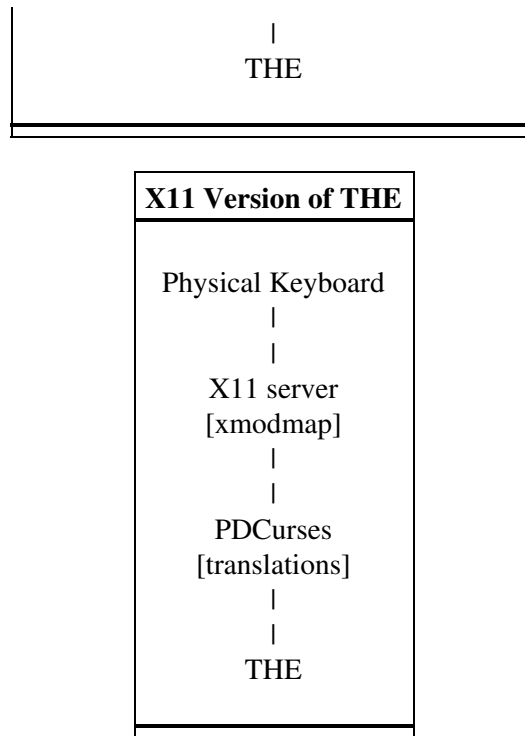 |
THE
X11 Version of THE
Physical Keyboard
|
|
X11 server
[xmodmap]
|
|
PDCurses
[translations]
|
|
THE